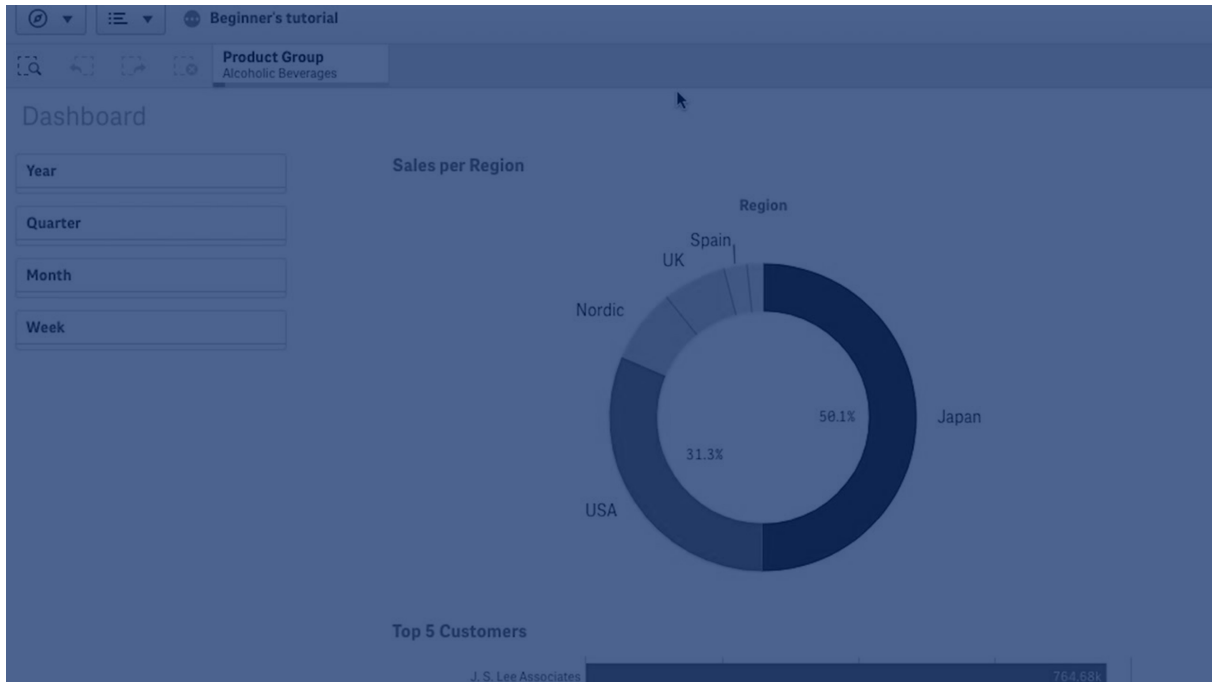 Beginner's tutorial
Product Group
Alcoholic Beverages
Dashboard
Year
Quarter
Month
Week
Sales per Region
Region
Spain
UK
Nordic
50.1%
Japan
31.3%
USA
Top 5 Customers
J. S. Lee Associates
764.68k